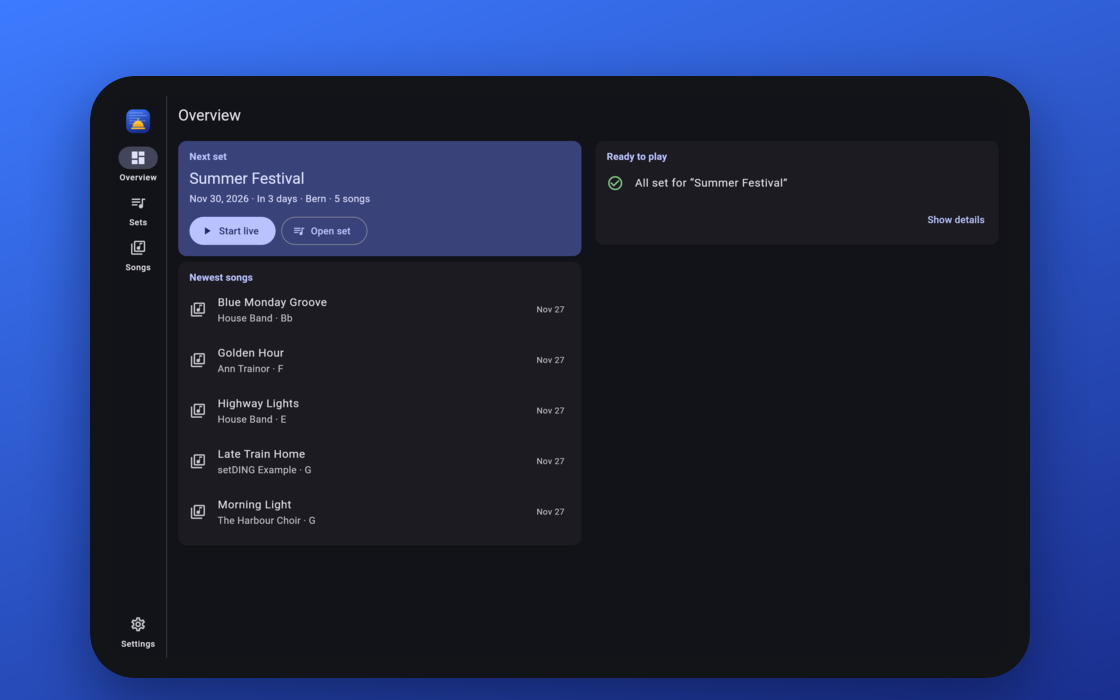 Overview
Overview
Sets
Songs
Settings
Next set
Summer Festival
Nov 30, 2026 · In 3 days · Bern · 5 songs
Start live
Open set
Newest songs
Blue Monday Groove
House Band · Bb
Nov 27
Golden Hour
Ann Trainor · F
Nov 27
Highway Lights
House Band · E
Nov 27
Late Train Home
setDING Example · G
Nov 27
Morning Light
The Harbour Choir · G
Nov 27
Ready to play
All set for “Summer Festival”
Show details